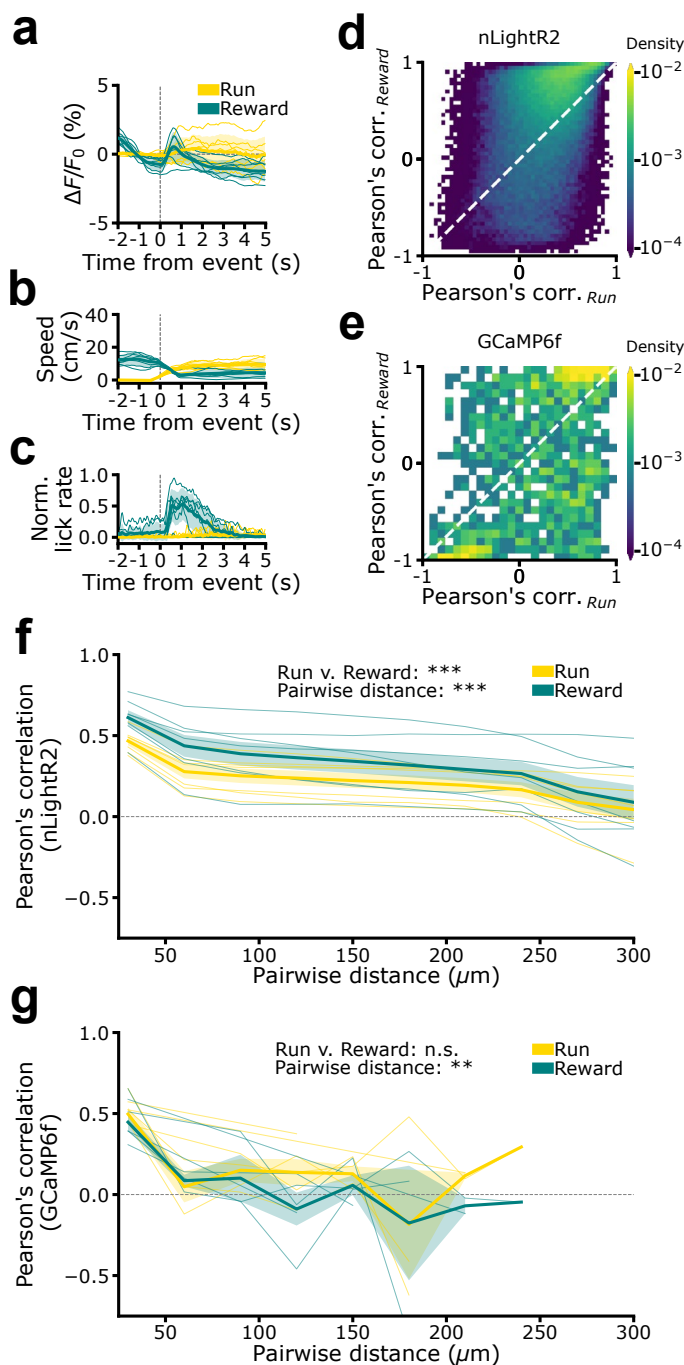 a
5
0
-5
ΔF/F0 (%)
Run
Reward
-2 -1 0 1 2 3 4 5
Time from event (s)
b
40
20
0
Speed
(cm/s)
-2 -1 0 1 2 3 4 5
Time from event (s)
c
1.0
0.5
0.0
Norm.
lick rate
-2 -1 0 1 2 3 4 5
Time from event (s)
d
nLightR2
Density
1
0
-1
Pearson's corr. Reward
-1 0 1
Pearson's corr. Run
10⁻²
10⁻³
10⁻⁴
e
GCaMP6f
Density
1
0
-1
Pearson's corr. Reward
-1 0 1
Pearson's corr. Run
10⁻²
10⁻³
10⁻⁴
f
1.0
0.5
0.0
−0.5
Pearson's correlation
(nLightR2)
Run v. Reward: ***
Pairwise distance: ***
Run
Reward
50 100 150 200 250 300
Pairwise distance (μm)
g
1.0
0.5
0.0
−0.5
Pearson's correlation
(GCaMP6f)
Run v. Reward: n.s.
Pairwise distance: **
Run
Reward
50 100 150 200 250 300
Pairwise distance (μm)